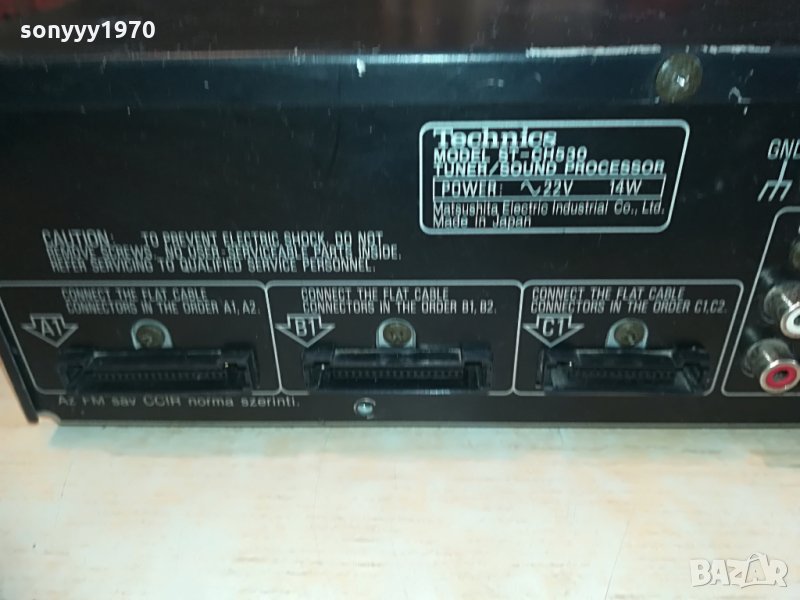 sonyyy1970
Technics
MODEL ST-CH530
TUNER/SOUND PROCESSOR
POWER: ∿22V 14W
Matsushita Electric Industrial Co., Ltd.
Made in Japan
GND
CAUTION: TO PREVENT ELECTRIC SHOCK, DO NOT
REMOVE SCREWS. NO USER-SERVICEABLE PARTS INSIDE.
REFER SERVICING TO QUALIFIED SERVICE PERSONNEL.
CONNECT THE FLAT CABLE
CONNECTORS IN THE ORDER A1, A2.
A1
CONNECT THE FLAT CABLE
CONNECTORS IN THE ORDER B1, B2.
B1
CONNECT THE FLAT CABLE
CONNECTORS IN THE ORDER C1,C2.
C1
Az FM sav CCIR norma szerinti.
BAZAR